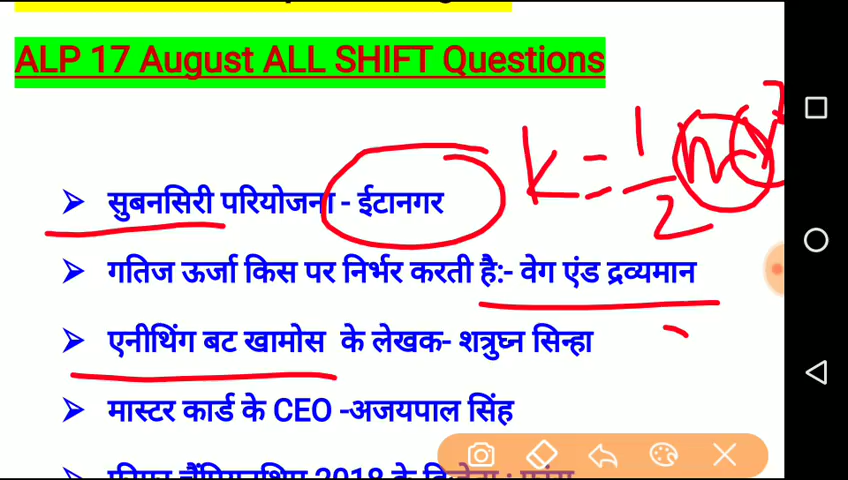 ALP 17 August ALL SHIFT Questions
k = 1/2 mv²
➢ सुबनसिरी परियोजना - ईटानगर
➢ गतिज ऊर्जा किस पर निर्भर करती है:- वेग एंड द्रव्यमान
➢ एनीथिंग बट खामोस के लेखक- शत्रुघ्न सिन्हा
➢ मास्टर कार्ड के CEO -अजयपाल सिंह
2018 के